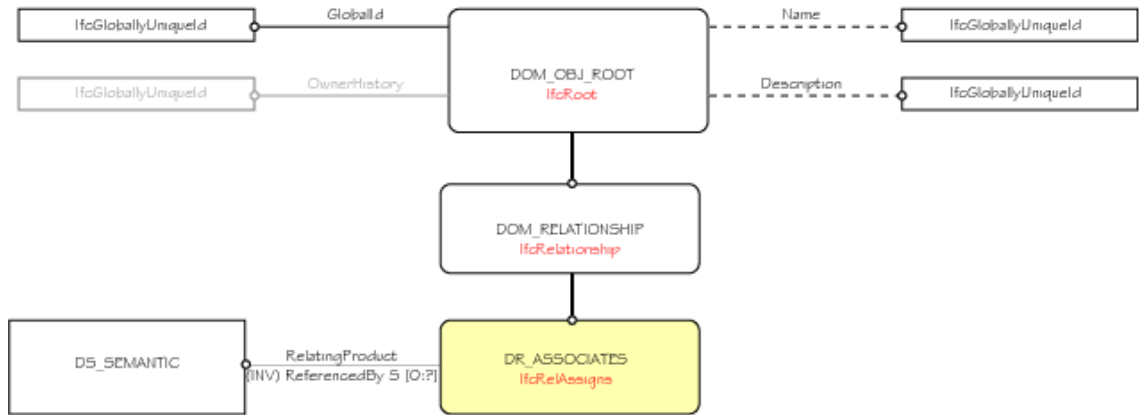 GlobalId
Name
IfcGloballyUniqueId
IfcGloballyUniqueId
DOM_OBJ_ROOT
IfcRoot
OwnerHistory
Description
IfcGloballyUniqueId
IfcGloballyUniqueId
DOM_RELATIONSHIP
IfcRelationship
DS_SEMANTIC
RelatingProduct
(INV) ReferencedBy S [0:?]
DR_ASSOCIATES
IfcRelAssigns